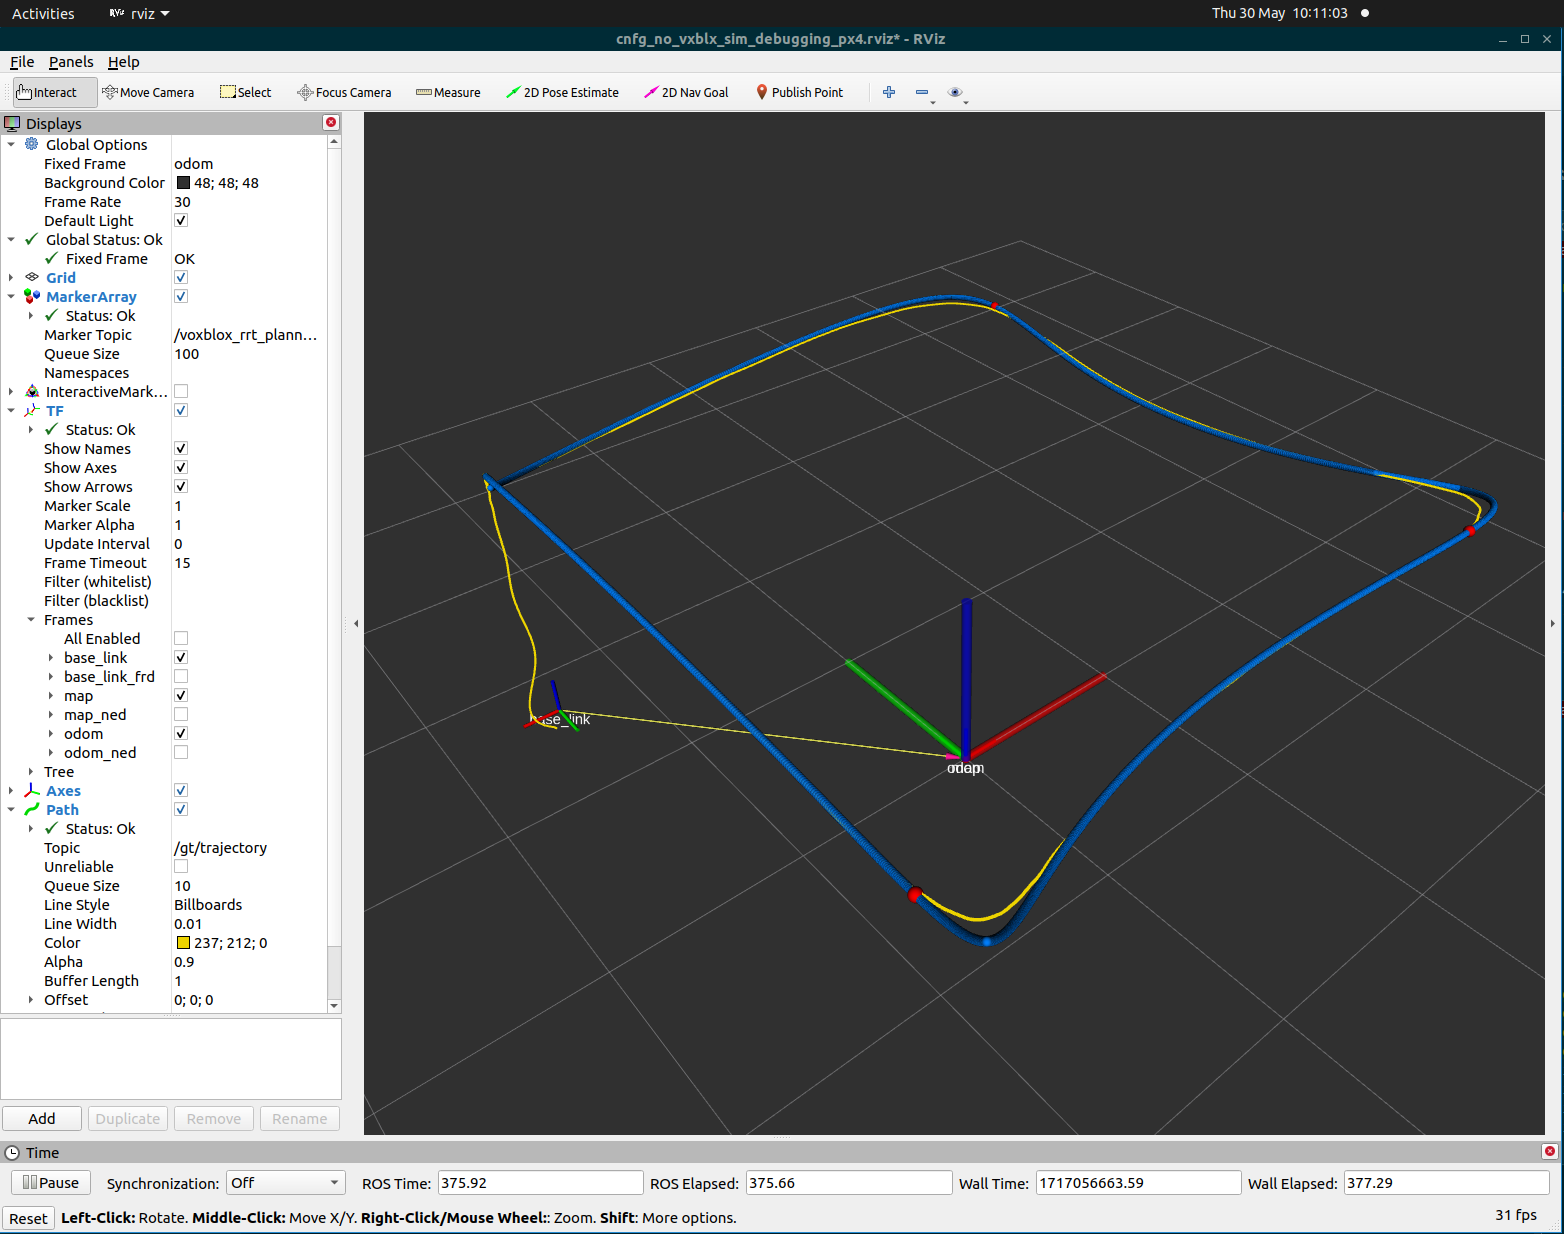 Activities
RViz rviz
Thu 30 May 10:11:03
cnfg_no_vxblx_sim_debugging_px4.rviz* - RViz
File Panels Help
Interact Move Camera Select Focus Camera Measure 2D Pose Estimate 2D Nav Goal Publish Point
Displays
Global Options
Fixed Frame odom
Background Color 48; 48; 48
Frame Rate 30
Default Light
Global Status: Ok
Fixed Frame OK
Grid
MarkerArray
Status: Ok
Marker Topic /voxblox_rrt_plann...
Queue Size 100
Namespaces
InteractiveMark...
TF
Status: Ok
Show Names
Show Axes
Show Arrows
Marker Scale 1
Marker Alpha 1
Update Interval 0
Frame Timeout 15
Filter (whitelist)
Filter (blacklist)
Frames
All Enabled
base_link
base_link_frd
map
map_ned
odom
odom_ned
Tree
Axes
Path
Status: Ok
Topic /gt/trajectory
Unreliable
Queue Size 10
Line Style Billboards
Line Width 0.01
Color 237; 212; 0
Alpha 0.9
Buffer Length 1
Offset 0; 0; 0
base_link
odom
Add Duplicate Remove Rename
Time
Pause Synchronization: Off ROS Time: 375.92 ROS Elapsed: 375.66 Wall Time: 1717056663.59 Wall Elapsed: 377.29
Reset Left-Click: Rotate. Middle-Click: Move X/Y. Right-Click/Mouse Wheel:: Zoom. Shift: More options.
31 fps